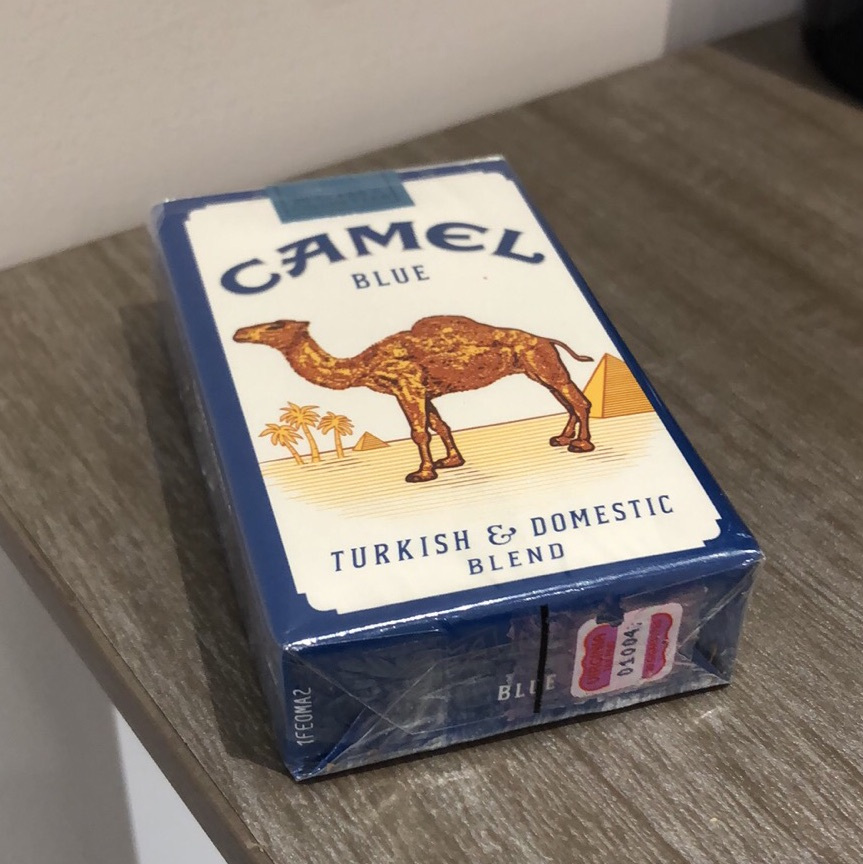 CAMEL
BLUE
TURKISH & DOMESTIC
BLEND
BLUE
01004
1FEOMA2